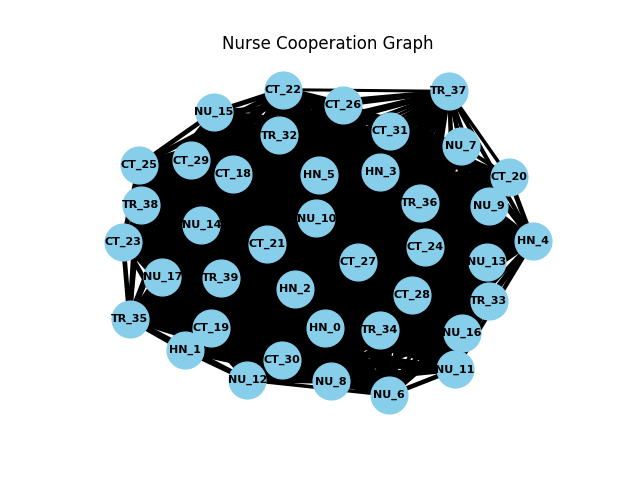 Nurse Cooperation Graph
CT_22
TR_37
CT_26
NU_15
CT_31
TR_32
NU_7
CT_29
CT_25
HN_3
CT_18
HN_5
CT_20
TR_36
TR_38
NU_9
NU_10
NU_14
HN_4
CT_23
CT_21
CT_24
CT_27
NU_13
NU_17
TR_39
HN_2
CT_28
TR_33
TR_35
CT_19
HN_0
TR_34
NU_16
HN_1
CT_30
NU_11
NU_12
NU_8
NU_6